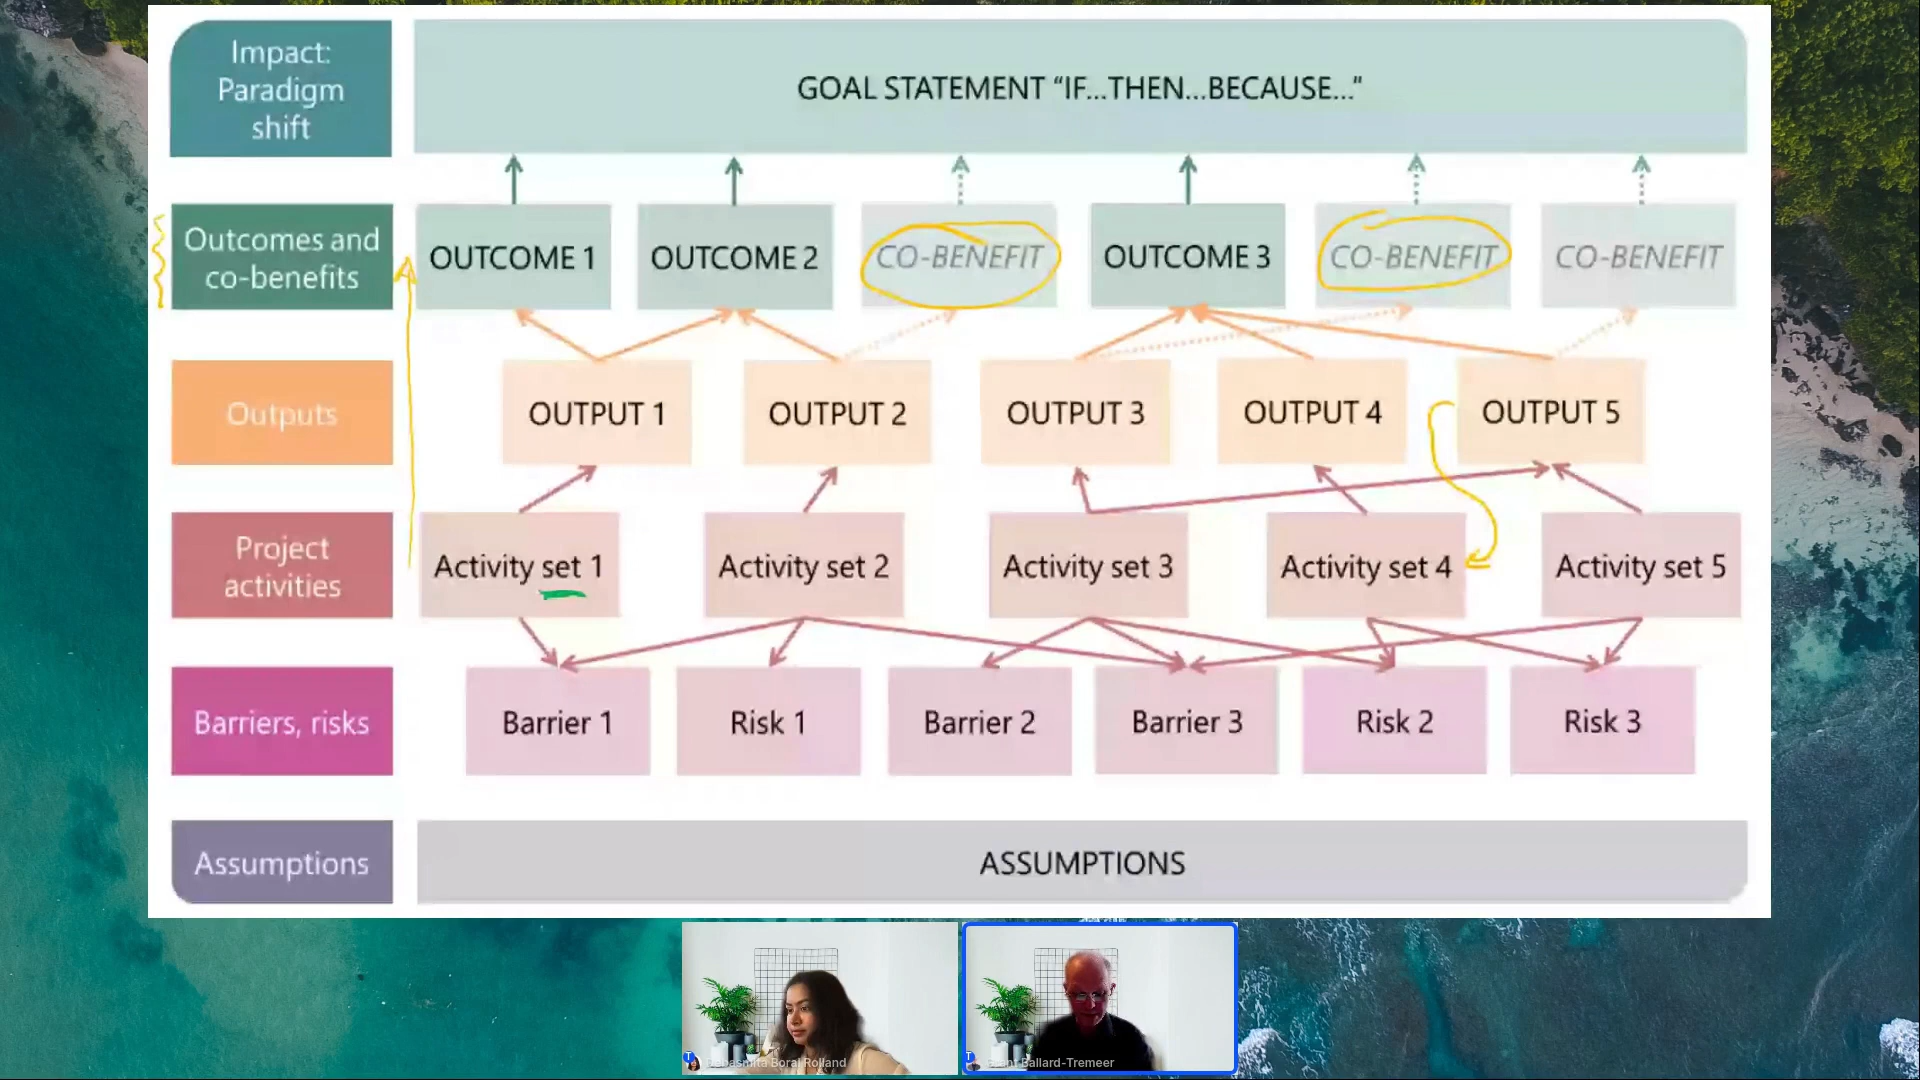 Impact:
Paradigm
shift
GOAL STATEMENT “IF...THEN...BECAUSE...”
Outcomes and
co-benefits
OUTCOME 1
OUTCOME 2
CO-BENEFIT
OUTCOME 3
CO-BENEFIT
CO-BENEFIT
Outputs
OUTPUT 1
OUTPUT 2
OUTPUT 3
OUTPUT 4
OUTPUT 5
Project
activities
Activity set 1
Activity set 2
Activity set 3
Activity set 4
Activity set 5
Barriers, risks
Barrier 1
Risk 1
Barrier 2
Barrier 3
Risk 2
Risk 3
Assumptions
ASSUMPTIONS
Boral Rolland
Ballard-Tremeer